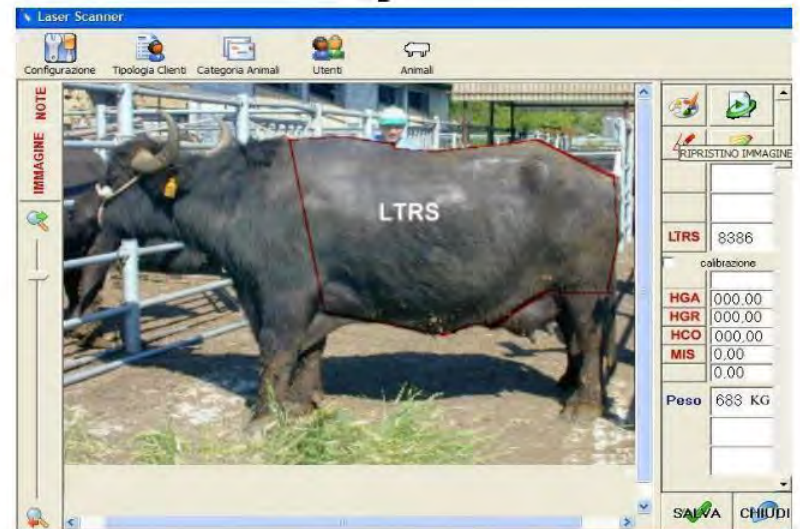 Laser Scanner
Configurazione
Tipologia Clienti
Categoria Animali
Utenti
Animali
IMMAGINE NOTE
LTRS
RIPRISTINO IMMAGINE
LTRS 8386
calibrazione
HGA 000,00
HGR 000,00
HCO 000,00
MIS 0,00
0,00
Peso 683 KG
SALVA
CHIUDI